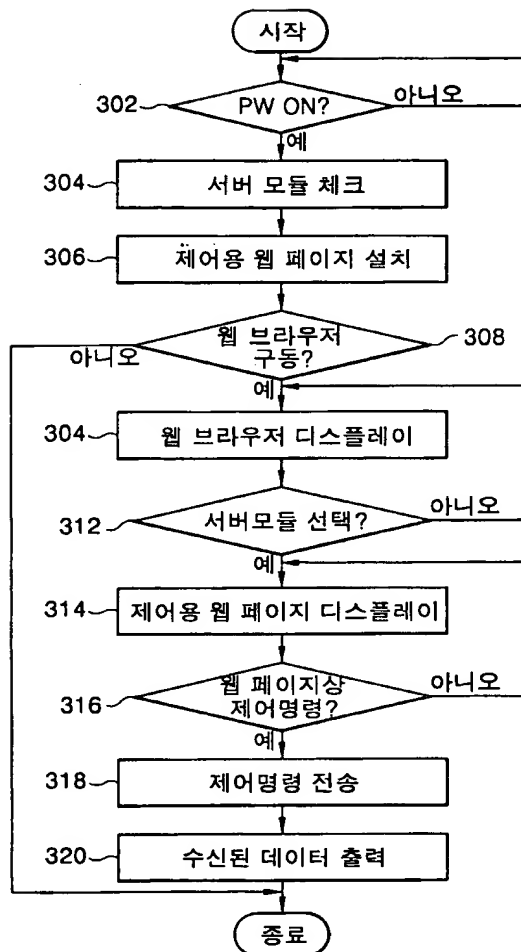 시작
302
PW ON?
아니오
예
304
서버 모듈 체크
306
제어용 웹 페이지 설치
웹 브라우저
구동?
308
아니오
예
304
웹 브라우저 디스플레이
312
서버모듈 선택?
아니오
예
314
제어용 웹 페이지 디스플레이
316
웹 페이지상
제어명령?
아니오
예
318
제어명령 전송
320
수신된 데이터 출력
종료